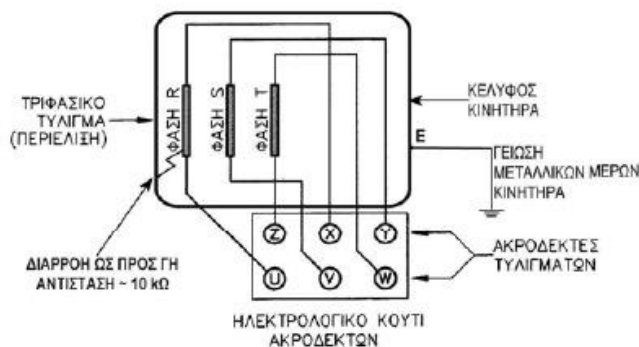 ΤΡΙΦΑΣΙΚΟ
ΤΥΛΙΓΜΑ
(ΠΕΡΙΕΛΙΞΗ)
ΦΑΣΗ R
ΦΑΣΗ S
ΦΑΣΗ T
ΚΕΛΥΦΟΣ
ΚΙΝΗΤΗΡΑ
E
ΓΕΙΩΣΗ
ΜΕΤΑΛΛΙΚΩΝ ΜΕΡΩΝ
ΚΙΝΗΤΗΡΑ
ΔΙΑΡΡΟΗ ΩΣ ΠΡΟΣ ΓΗ
ΑΝΤΙΣΤΑΣΗ ~ 10 kΩ
Z X Y
U V W
ΑΚΡΟΔΕΚΤΕΣ
ΤΥΛΙΓΜΑΤΩΝ
ΗΛΕΚΤΡΟΛΟΓΙΚΟ ΚΟΥΤΙ
ΑΚΡΟΔΕΚΤΩΝ